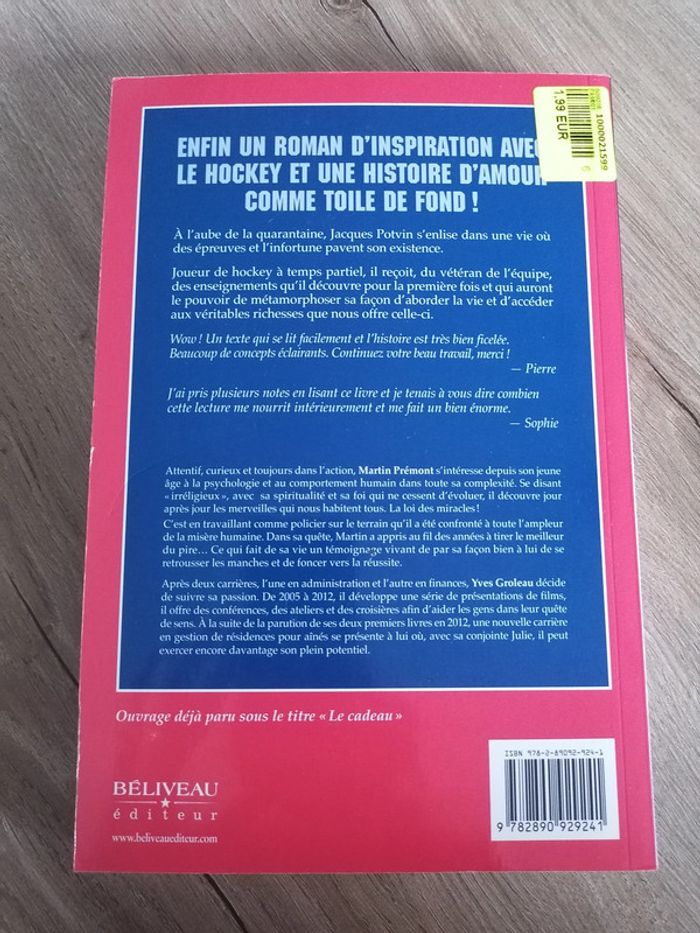 ENFIN UN ROMAN D'INSPIRATION AVEC
LE HOCKEY ET UNE HISTOIRE D'AMOUR
COMME TOILE DE FOND !
1.99 EUR
1000021599
6
À l'aube de la quarantaine, Jacques Potvin s'enlise dans une vie où
des épreuves et l'infortune pavent son existence.
Joueur de hockey à temps partiel, il reçoit, du vétéran de l'équipe,
des enseignements qu'il découvre pour la première fois et qui auront
le pouvoir de métamorphoser sa façon d'aborder la vie et d'accéder
aux véritables richesses que nous offre celle-ci.
Wow ! Un texte qui se lit facilement et l'histoire est très bien ficelée.
Beaucoup de concepts éclairants. Continuez votre beau travail, merci !
— Pierre
J'ai pris plusieurs notes en lisant ce livre et je tenais à vous dire combien
cette lecture me nourrit intérieurement et me fait un bien énorme.
— Sophie
Attentif, curieux et toujours dans l'action, Martin Prémont s'intéresse depuis son jeune
âge à la psychologie et au comportement humain dans toute sa complexité. Se disant
« irréligieux », avec sa spiritualité et sa foi qui ne cessent d'évoluer, il découvre jour
après jour les merveilles qui nous habitent tous. La loi des miracles !
C'est en travaillant comme policier sur le terrain qu'il a été confronté à toute l'ampleur
de la misère humaine. Dans sa quête, Martin a appris au fil des années à tirer le meilleur
du pire… Ce qui fait de sa vie un témoignage vivant de par sa façon bien à lui de se
retrousser les manches et de foncer vers la réussite.
Après deux carrières, l'une en administration et l'autre en finances, Yves Groleau décide
de suivre sa passion. De 2005 à 2012, il développe une série de présentations de films,
il offre des conférences, des ateliers et des croisières afin d'aider les gens dans leur quête
de sens. À la suite de la parution de ses deux premiers livres en 2012, une nouvelle carrière
en gestion de résidences pour aînés se présente à lui où, avec sa conjointe Julie, il peut
exercer encore davantage son plein potentiel.
Ouvrage déjà paru sous le titre « Le cadeau »
BÉLIVEAU
éditeur
www.beliveauediteur.com
ISBN 978-2-89092-924-1
9 782890 929241